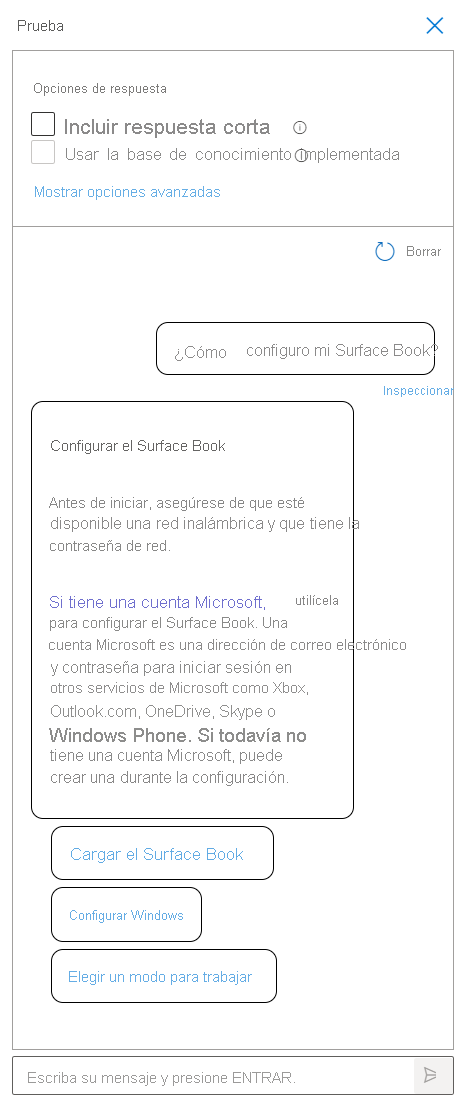 Prueba
Opciones de respuesta
Incluir respuesta corta
Usar la base de conocimiento implementada
Mostrar opciones avanzadas
Borrar
¿Cómo configuro mi Surface Book?
Inspeccionar
Configurar el Surface Book
Antes de iniciar, asegúrese de que esté
disponible una red inalámbrica y que tiene la
contraseña de red.
Si tiene una cuenta Microsoft, utilícela
para configurar el Surface Book. Una
cuenta Microsoft es una dirección de correo electrónico
y contraseña para iniciar sesión en
otros servicios de Microsoft como Xbox,
Outlook.com, OneDrive, Skype o
Windows Phone. Si todavía no
tiene una cuenta Microsoft, puede
crear una durante la configuración.
Cargar el Surface Book
Configurar Windows
Elegir un modo para trabajar
Escriba su mensaje y presione ENTRAR.